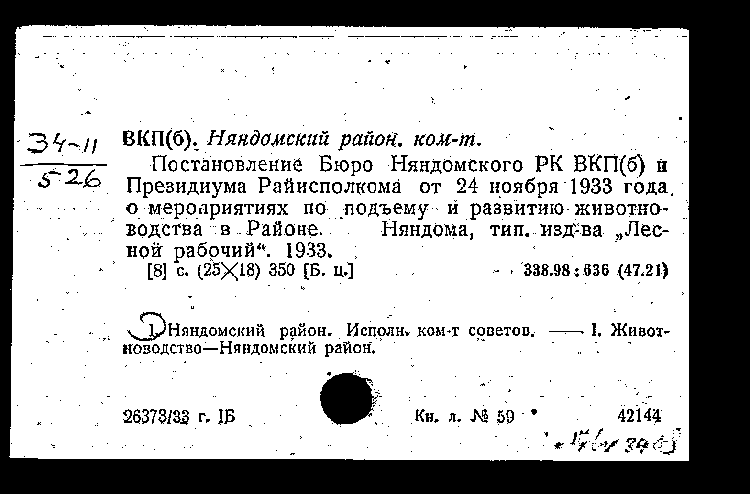 34-11
526
ВКП(б). Няндомский район. ком-т.
Постановление Бюро Няндомского РК ВКП(б) и
Президиума Райисполкома от 24 ноября 1933 года
о мероприятиях по подъему и развитию животно-
водства в Районе. Няндома, тип. изд-ва „Лес-
ной рабочий“. 1933.
[8] с. (25×18) 350 [Б. ц.] 338.98 : 636 (47.21)
1. Няндомский район. Исполн. ком-т советов. —— I. Живот-
новодство—Няндомский район.
26373/33 г. IБ Кн. л. № 59 42144